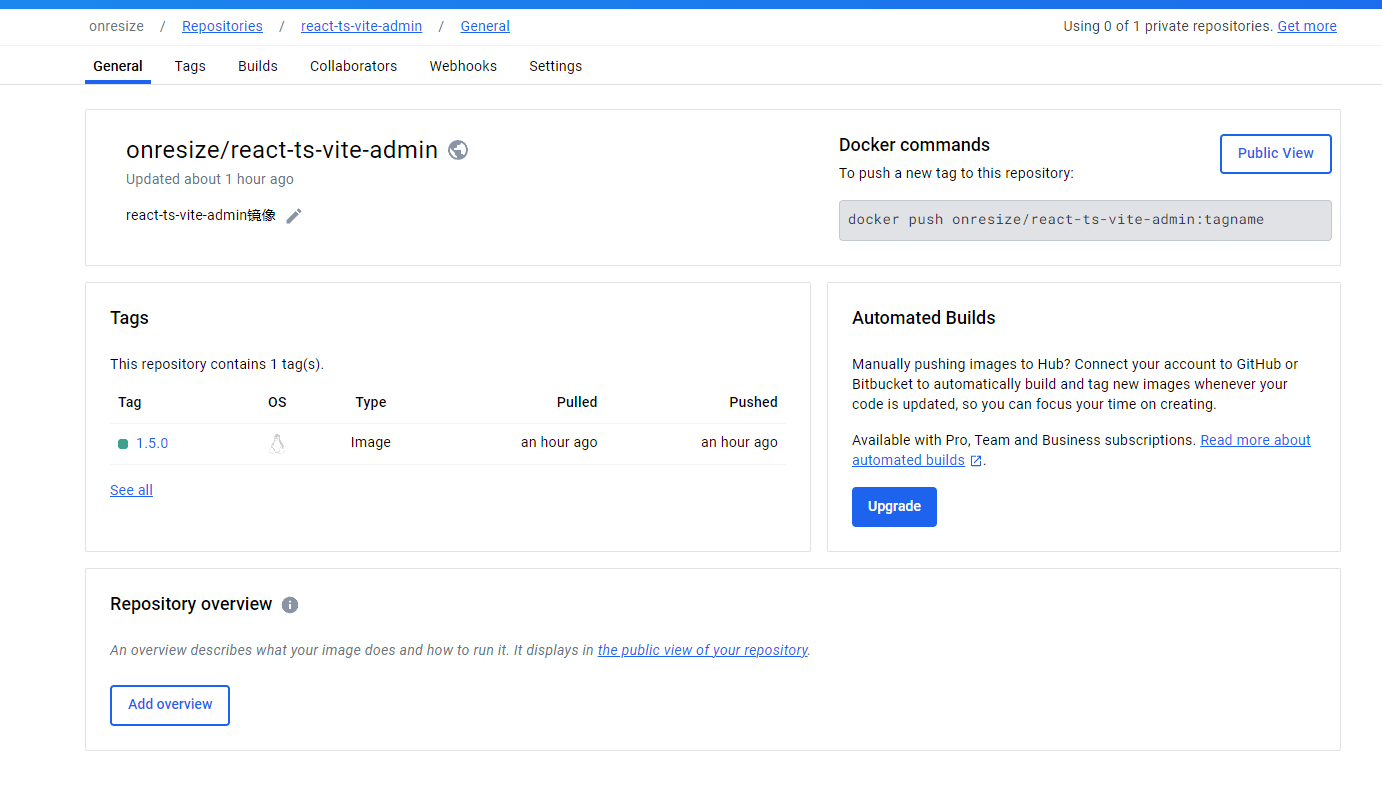 onresize / Repositories / react-ts-vite-admin / General
Using 0 of 1 private repositories. Get more
General Tags Builds Collaborators Webhooks Settings
onresize/react-ts-vite-admin
Updated about 1 hour ago
react-ts-vite-admin镜像
Docker commands
Public View
To push a new tag to this repository:
docker push onresize/react-ts-vite-admin:tagname
Tags
This repository contains 1 tag(s).
Tag OS Type Pulled Pushed
1.5.0 Image an hour ago an hour ago
See all
Automated Builds
Manually pushing images to Hub? Connect your account to GitHub or
Bitbucket to automatically build and tag new images whenever your
code is updated, so you can focus your time on creating.
Available with Pro, Team and Business subscriptions. Read more about
automated builds .
Upgrade
Repository overview
An overview describes what your image does and how to run it. It displays in the public view of your repository.
Add overview